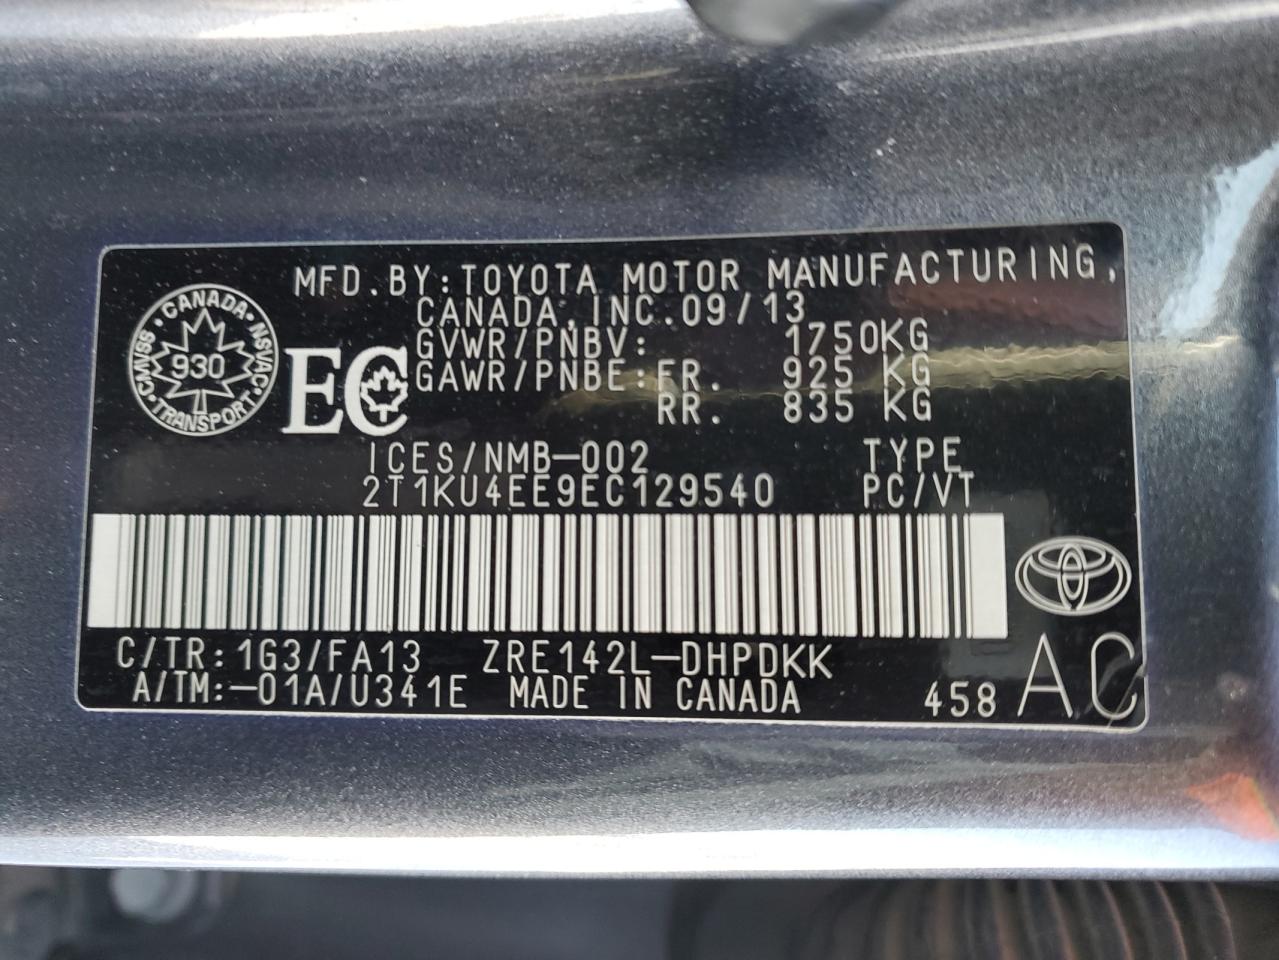 MFD.BY:TOYOTA MOTOR MANUFACTURING,
CANADA,INC.09/13
GVWR/PNBV: 1750KG
GAWR/PNBE:FR. 925 KG
RR. 835 KG
CANADA·NSVAC·TRANSPORT·CMVSS·
930
EC
ICES/NMB-002 TYPE
2T1KU4EE9EC129540 PC/VT
C/TR:1G3/FA13 ZRE142L-DHPDKK
A/TM:-01A/U341E MADE IN CANADA 458 AC